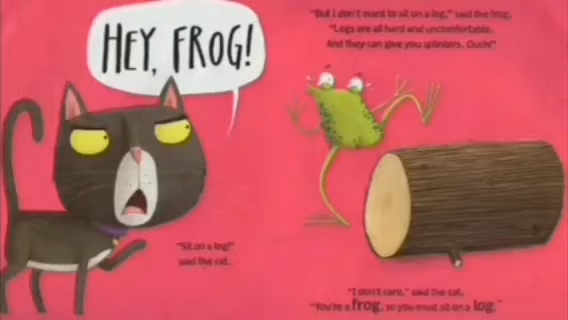 HEY, FROG!
"Sit on a log!"
said the cat.
"But I don't want to sit on a log," said the frog.
"Logs are all hard and uncomfortable.
And they can give you splinters. Ouch!"
"I don't care," said the cat.
"You're a frog, so you must sit on a log."